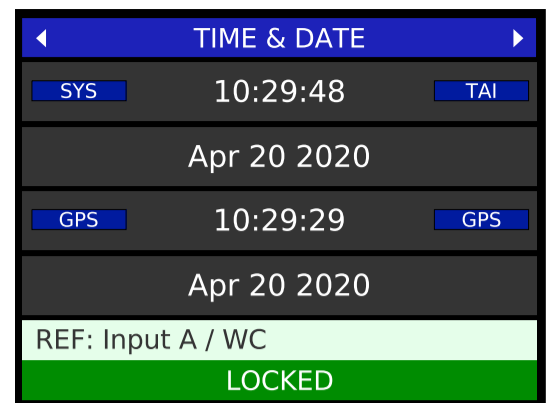 TIME & DATE
SYS 10:29:48 TAI
Apr 20 2020
GPS 10:29:29 GPS
Apr 20 2020
REF: Input A / WC
LOCKED